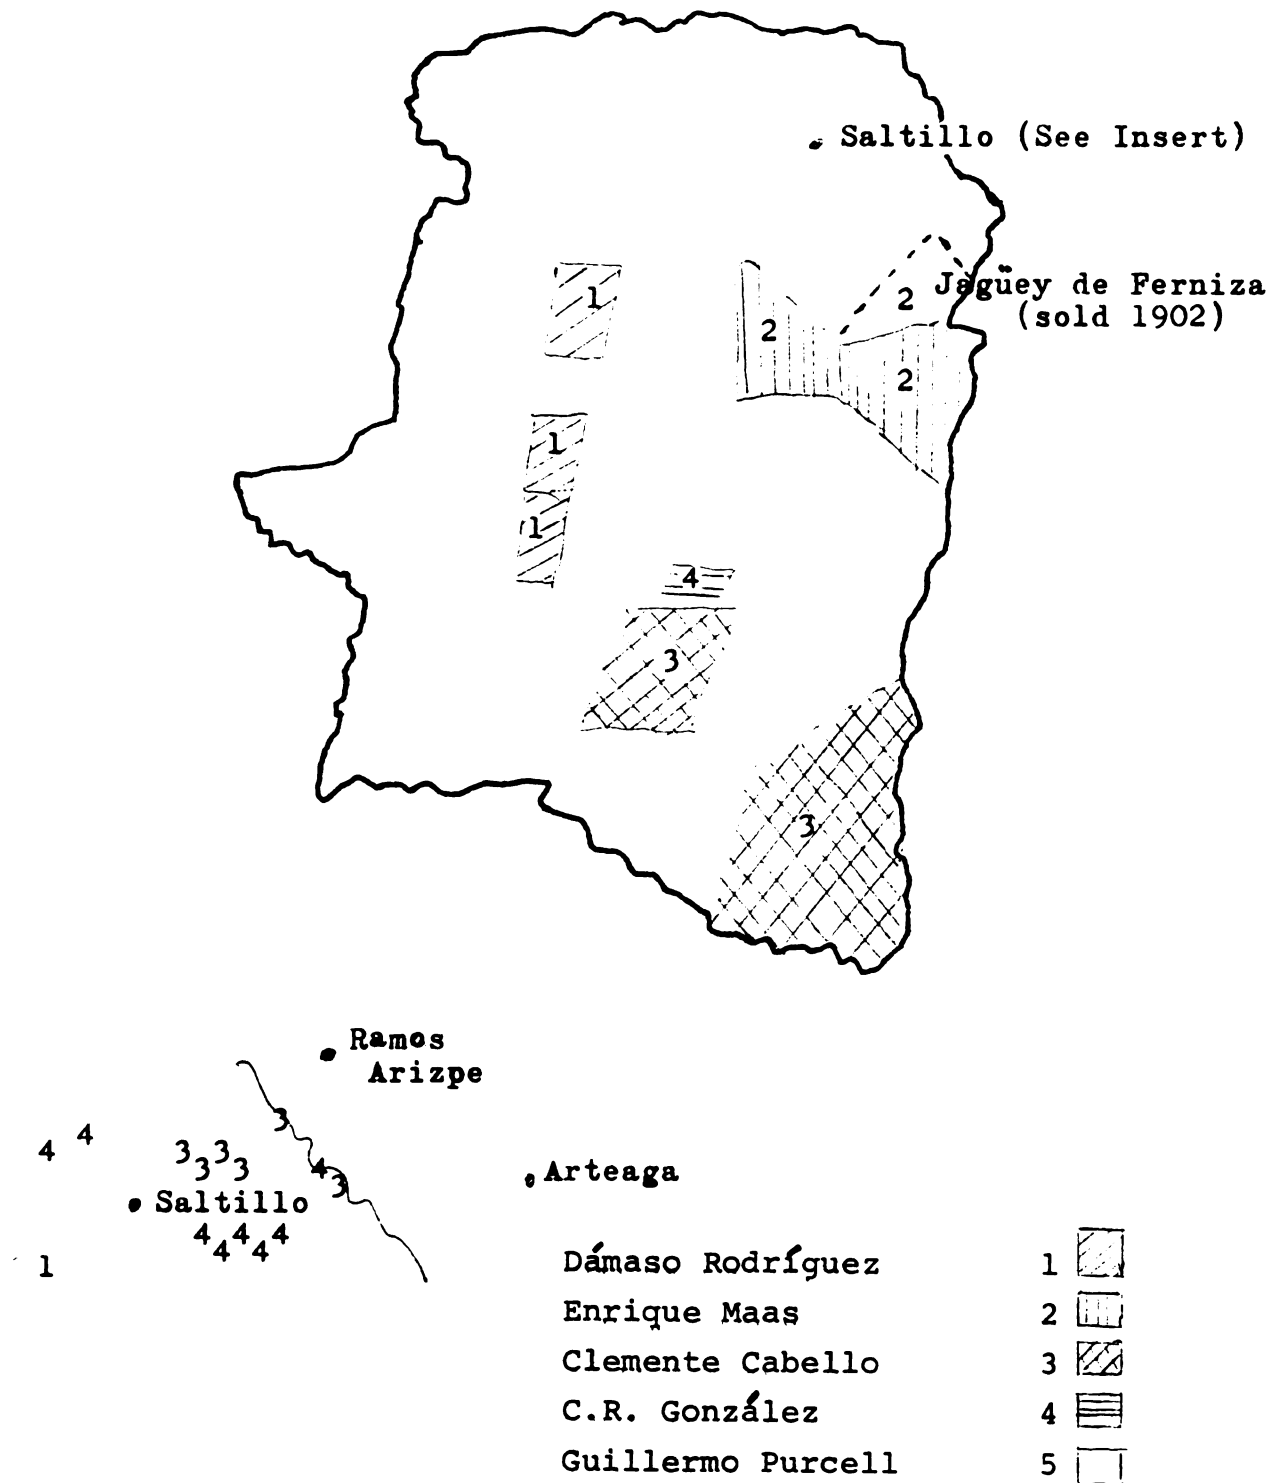 Saltillo (See Insert)
1
2
2 Jagüey de Ferniza
(sold 1902)
2
1
1
4
3
3
Ramos
Arizpe
3
4 4
3 3
3 3
4
3
Arteaga
Saltillo
4 4 4
4 4
1
Dámaso Rodríguez 1
Enrique Maas 2
Clemente Cabello 3
C.R. González 4
Guillermo Purcell 5